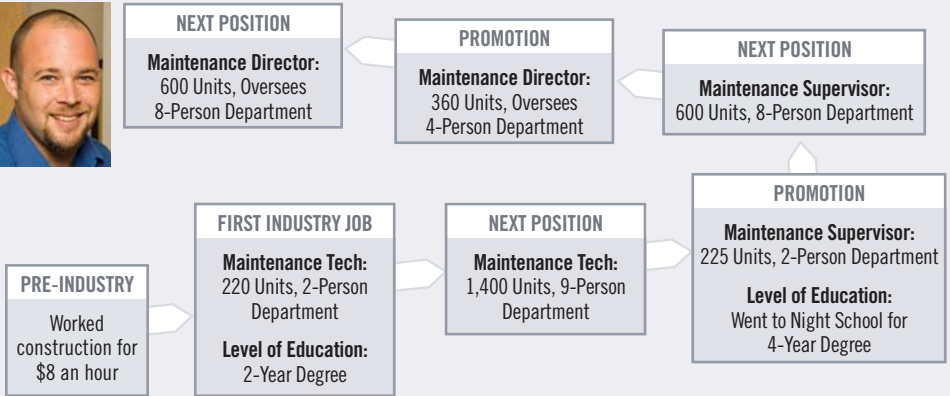 NEXT POSITION
Maintenance Director:
600 Units, Oversees
8-Person Department
PROMOTION
Maintenance Director:
360 Units, Oversees
4-Person Department
NEXT POSITION
Maintenance Supervisor:
600 Units, 8-Person Department
PRE-INDUSTRY
Worked
construction for
$8 an hour
FIRST INDUSTRY JOB
Maintenance Tech:
220 Units, 2-Person
Department
Level of Education:
2-Year Degree
NEXT POSITION
Maintenance Tech:
1,400 Units, 9-Person
Department
PROMOTION
Maintenance Supervisor:
225 Units, 2-Person Department
Level of Education:
Went to Night School for
4-Year Degree